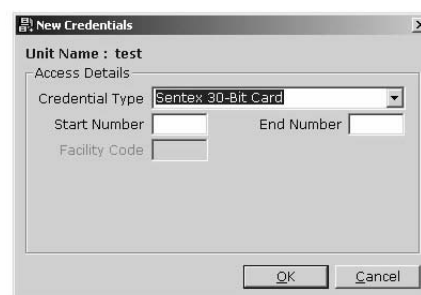 New Credentials
Unit Name : test
Access Details
Credential Type Sentex 30-Bit Card
Start Number End Number
Facility Code
OK Cancel